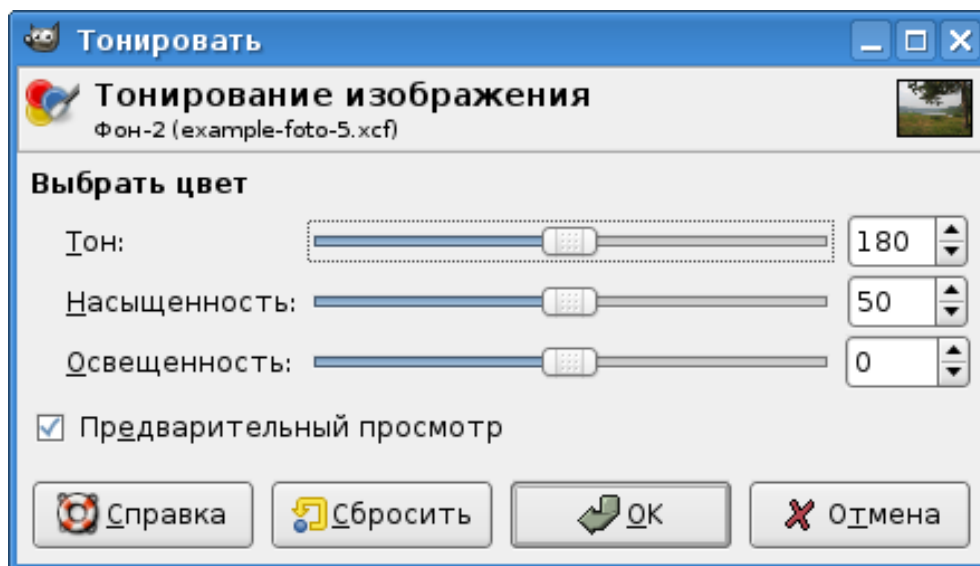 Тонировать
Тонирование изображения
Фон-2 (example-foto-5.xcf)
Выбрать цвет
Тон: 180
Насыщенность: 50
Освещенность: 0
Предварительный просмотр
Справка Сбросить OK Отмена